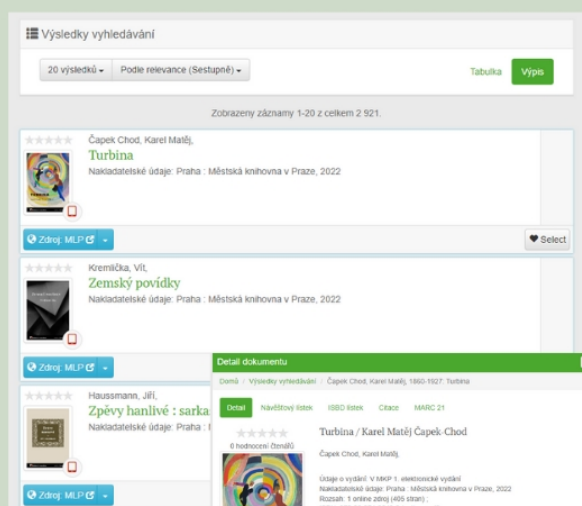 Výsledky vyhledávání
20 výsledků
Podle relevance (Sestupně)
Tabulka
Výpis
Zobrazeny záznamy 1-20 z celkem 2 921.
Čapek Chod, Karel Matěj,
Turbina
Nakladatelské údaje: Praha : Městská knihovna v Praze, 2022
Zdroj: MLP
Select
Kremlička, Vít,
Zemský povídky
Nakladatelské údaje: Praha : Městská knihovna v Praze, 2022
Zdroj: MLP
Haussmann, Jiří,
Zpěvy hanlivé : sarka
Nakladatelské údaje: Praha :
Zdroj: MLP
Detail dokumentu
Domů / Výsledky vyhledávání / Čapek Chod, Karel Matěj, 1860-1927. Turbina
Detail
Návěštový lístek
ISBD lístek
Citace
MARC 21
0 hodnocení čtenářů
Turbina / Karel Matěj Čapek-Chod
Čapek Chod, Karel Matěj,
Údaje o vydání: V MKP 1. elektronické vydání
Nakladatelské údaje: Praha : Městská knihovna v Praze, 2022
Rozsah: 1 online zdroj (405 stran) ;